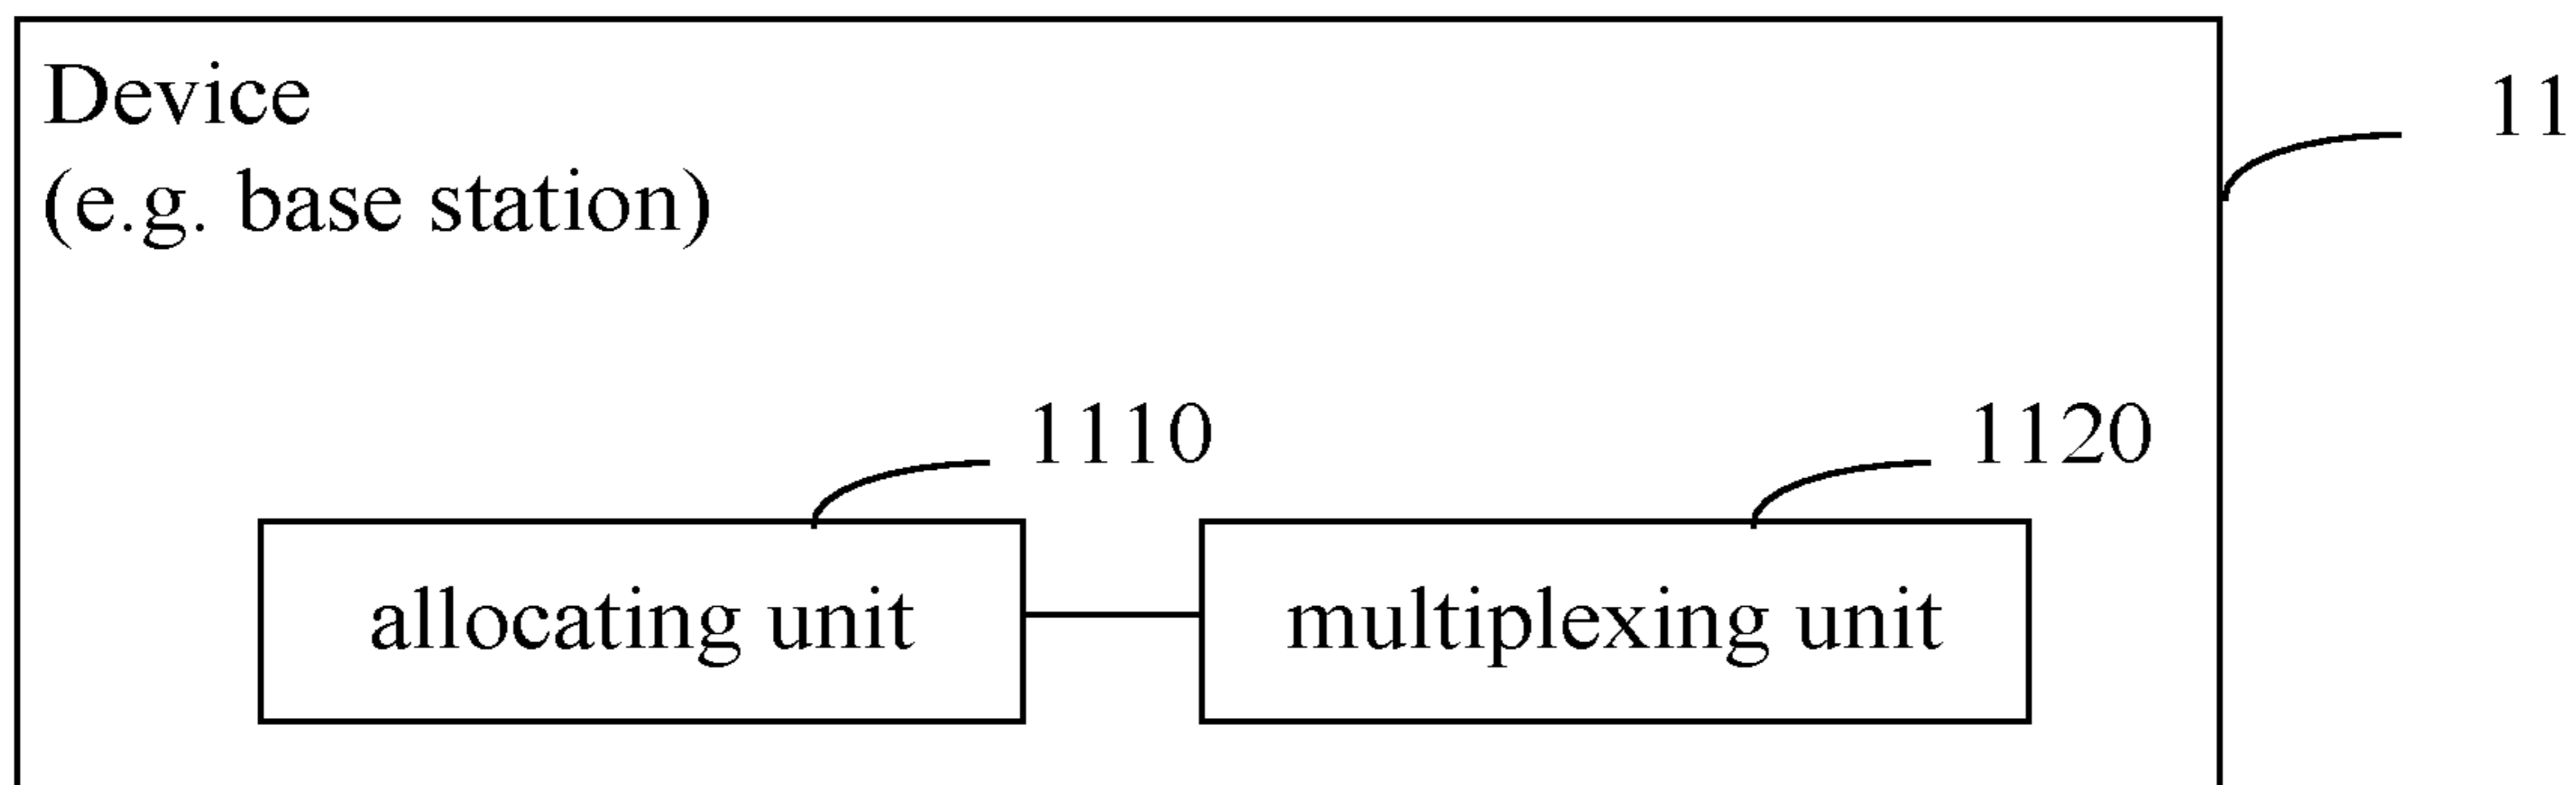 Device
(e.g. base station)
11
1110
1120
allocating unit
multiplexing unit